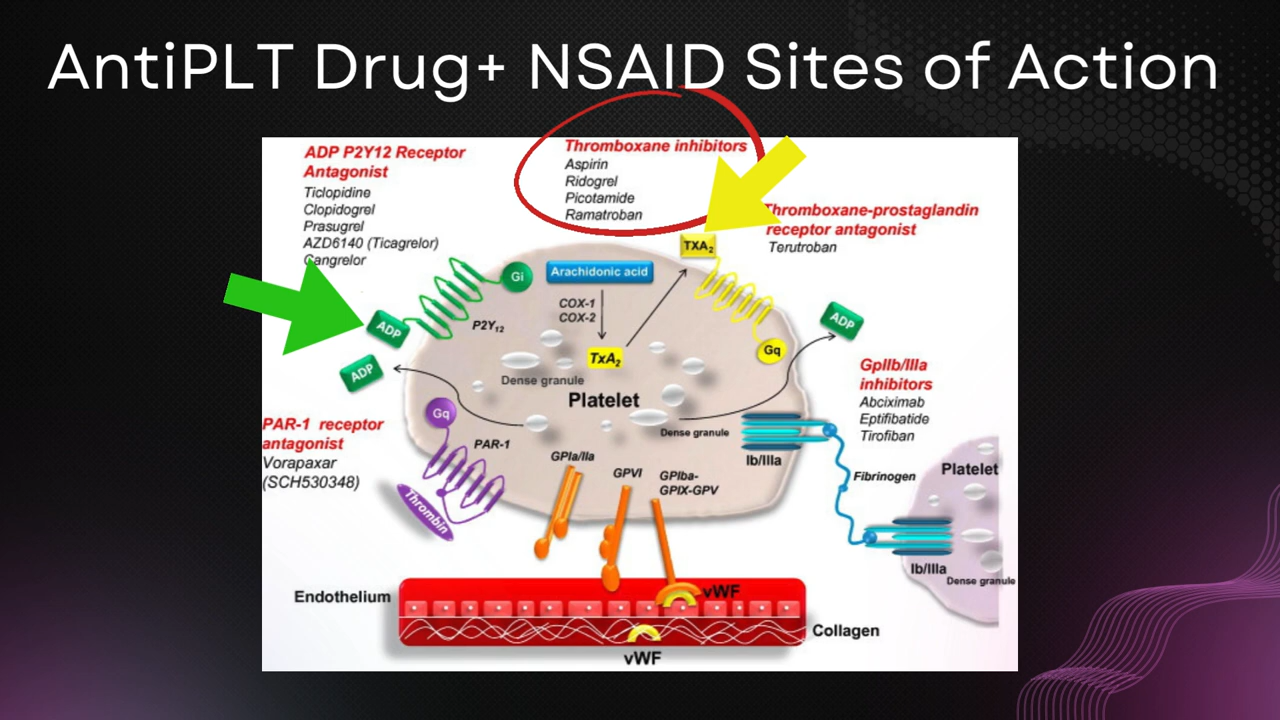 AntiPLT Drug+ NSAID Sites of Action
ADP P2Y12 Receptor
Antagonist
Ticlopidine
Clopidogrel
Prasugrel
AZD6140 (Ticagrelor)
Cangrelor
Thromboxane inhibitors
Aspirin
Ridogrel
Picotamide
Ramatroban
Thromboxane-prostaglandin
receptor antagonist
Terutroban
TXA2
Gi
Arachidonic acid
COX-1
COX-2
ADP
P2Y12
ADP
TxA2
Dense granule
Platelet
Gq
ADP
GpIIb/IIIa
inhibitors
Abciximab
Eptifibatide
Tirofiban
PAR-1 receptor
antagonist
Vorapaxar
(SCH530348)
Gq
PAR-1
Thrombin
Dense granule
Ib/IIIa
GPIa/IIa
GPVI
GPIba-
GPIX-GPV
Fibrinogen
Platelet
Ib/IIIa
Dense granule
Endothelium
vWF
Collagen
vWF